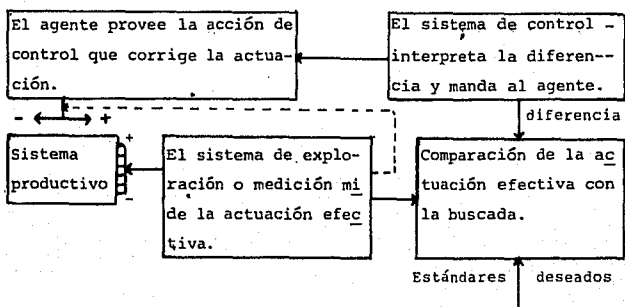 El agente provee la acción de
control que corrige la actua-
ción.
El sistema de control -
interpreta la diferen--
cia y manda al agente.
diferencia
- +
Sistema
productivo
+
-
El sistema de explo-
ración o medición mi
de la actuación efec
tiva.
Comparación de la ac
tuación efectiva con
la buscada.
Estándares deseados